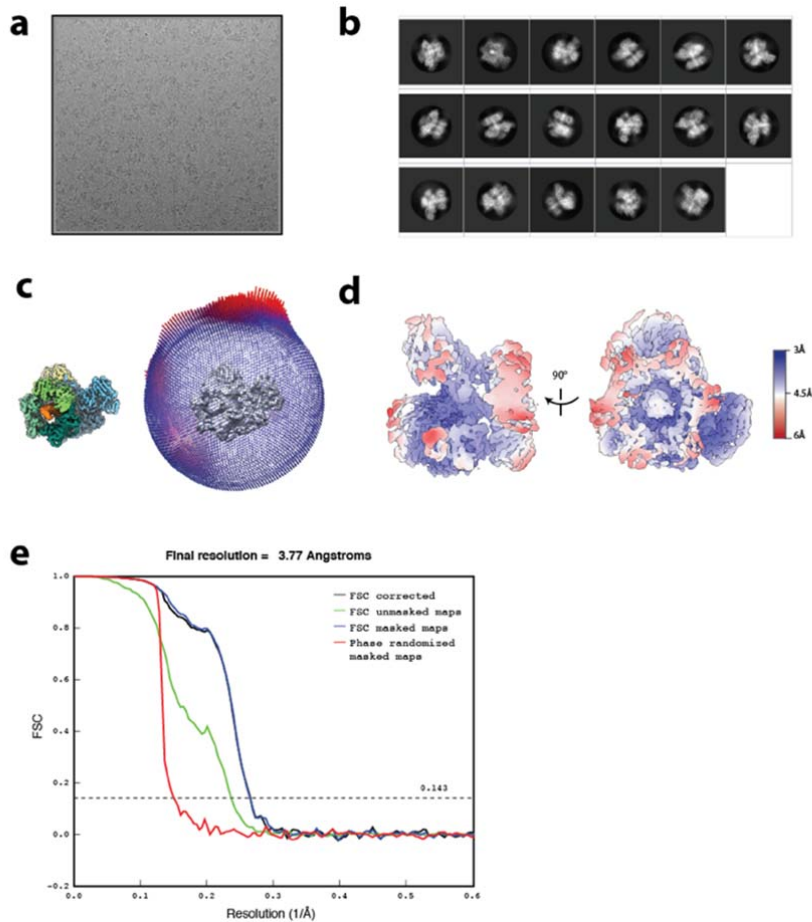 a
b
c
d
90°
3Å
4.5Å
6Å
e
Final resolution = 3.77 Angstroms
1.0
0.8
0.6
0.4
0.2
0.0
-0.2
FSC
FSC corrected
FSC unmasked maps
FSC masked maps
Phase randomized
masked maps
0.143
0.0
0.1
0.2
0.3
0.4
0.5
0.6
Resolution (1/Å)